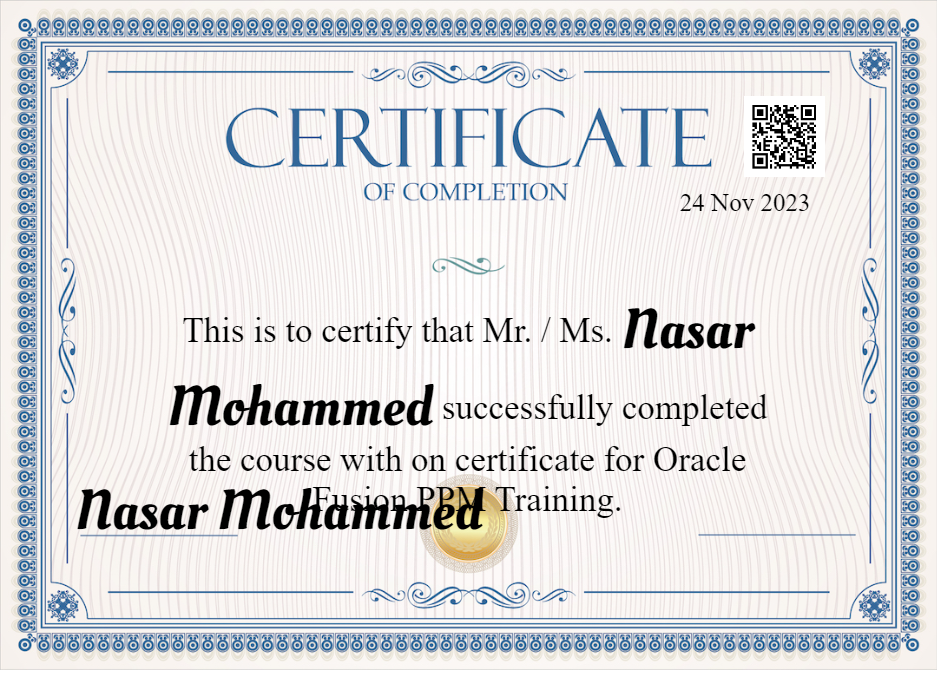 CERTIFICATE
OF COMPLETION
24 Nov 2023
This is to certify that Mr. / Ms. Nasar
Mohammed successfully completed
the course with on certificate for Oracle
Fusion PPM Training.
Nasar Mohammed